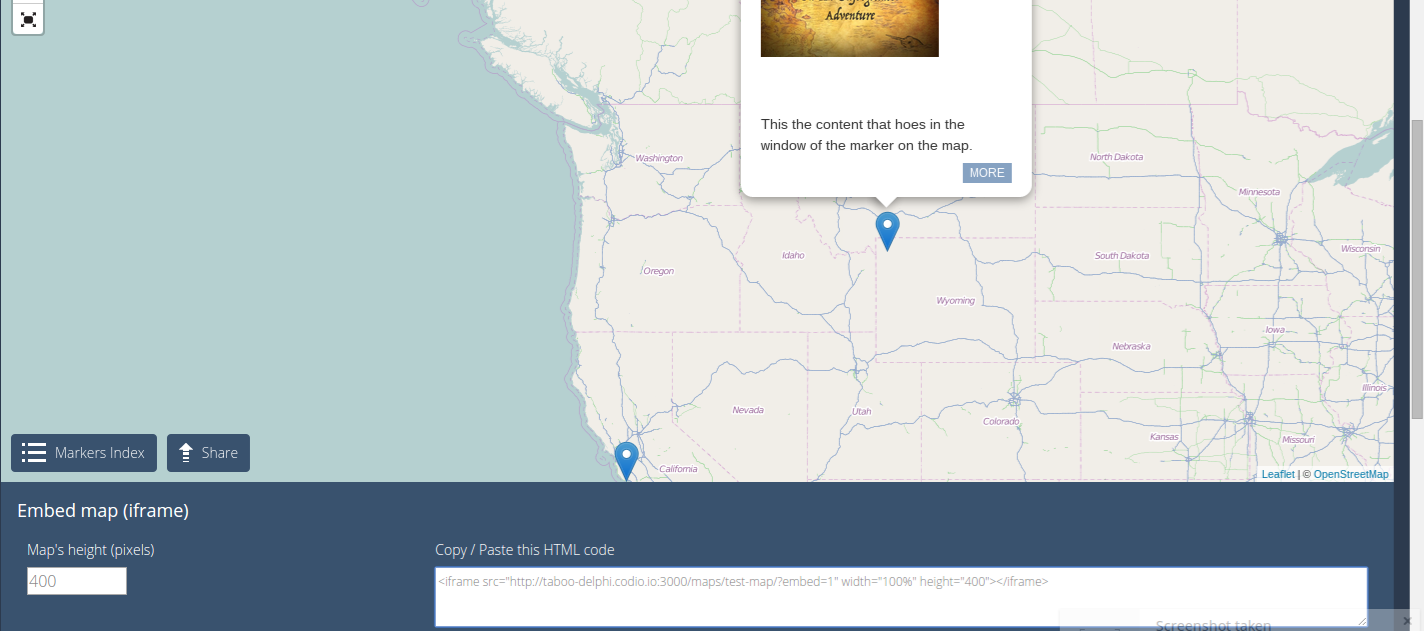 Adventure
This the content that hoes in the
window of the marker on the map.
MORE
Washington
North Dakota
Minnesota
Wisconsin
Oregon
Idaho
South Dakota
Wyoming
Iowa
Nebraska
Illinois
Nevada
Utah
Colorado
Kansas
Missouri
California
Markers Index
Share
Leaflet | © OpenStreetMap
Embed map (iframe)
Map's height (pixels)
Copy / Paste this HTML code
400
<iframe src="http://taboo-delphi.codio.io:3000/maps/test-map/?embed=1" width="100%" height="400"></iframe>
Screenshot taken